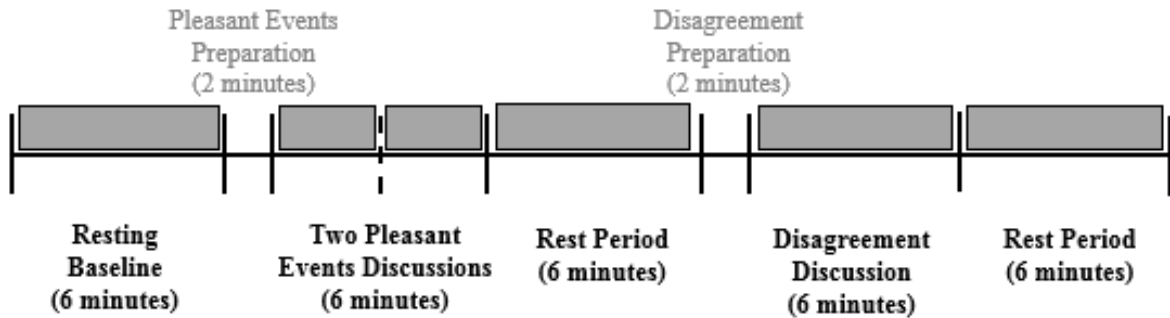 Pleasant Events
Preparation
(2 minutes)
Disagreement
Preparation
(2 minutes)
Resting
Baseline
(6 minutes)
Two Pleasant
Events Discussions
(6 minutes)
Rest Period
(6 minutes)
Disagreement
Discussion
(6 minutes)
Rest Period
(6 minutes)